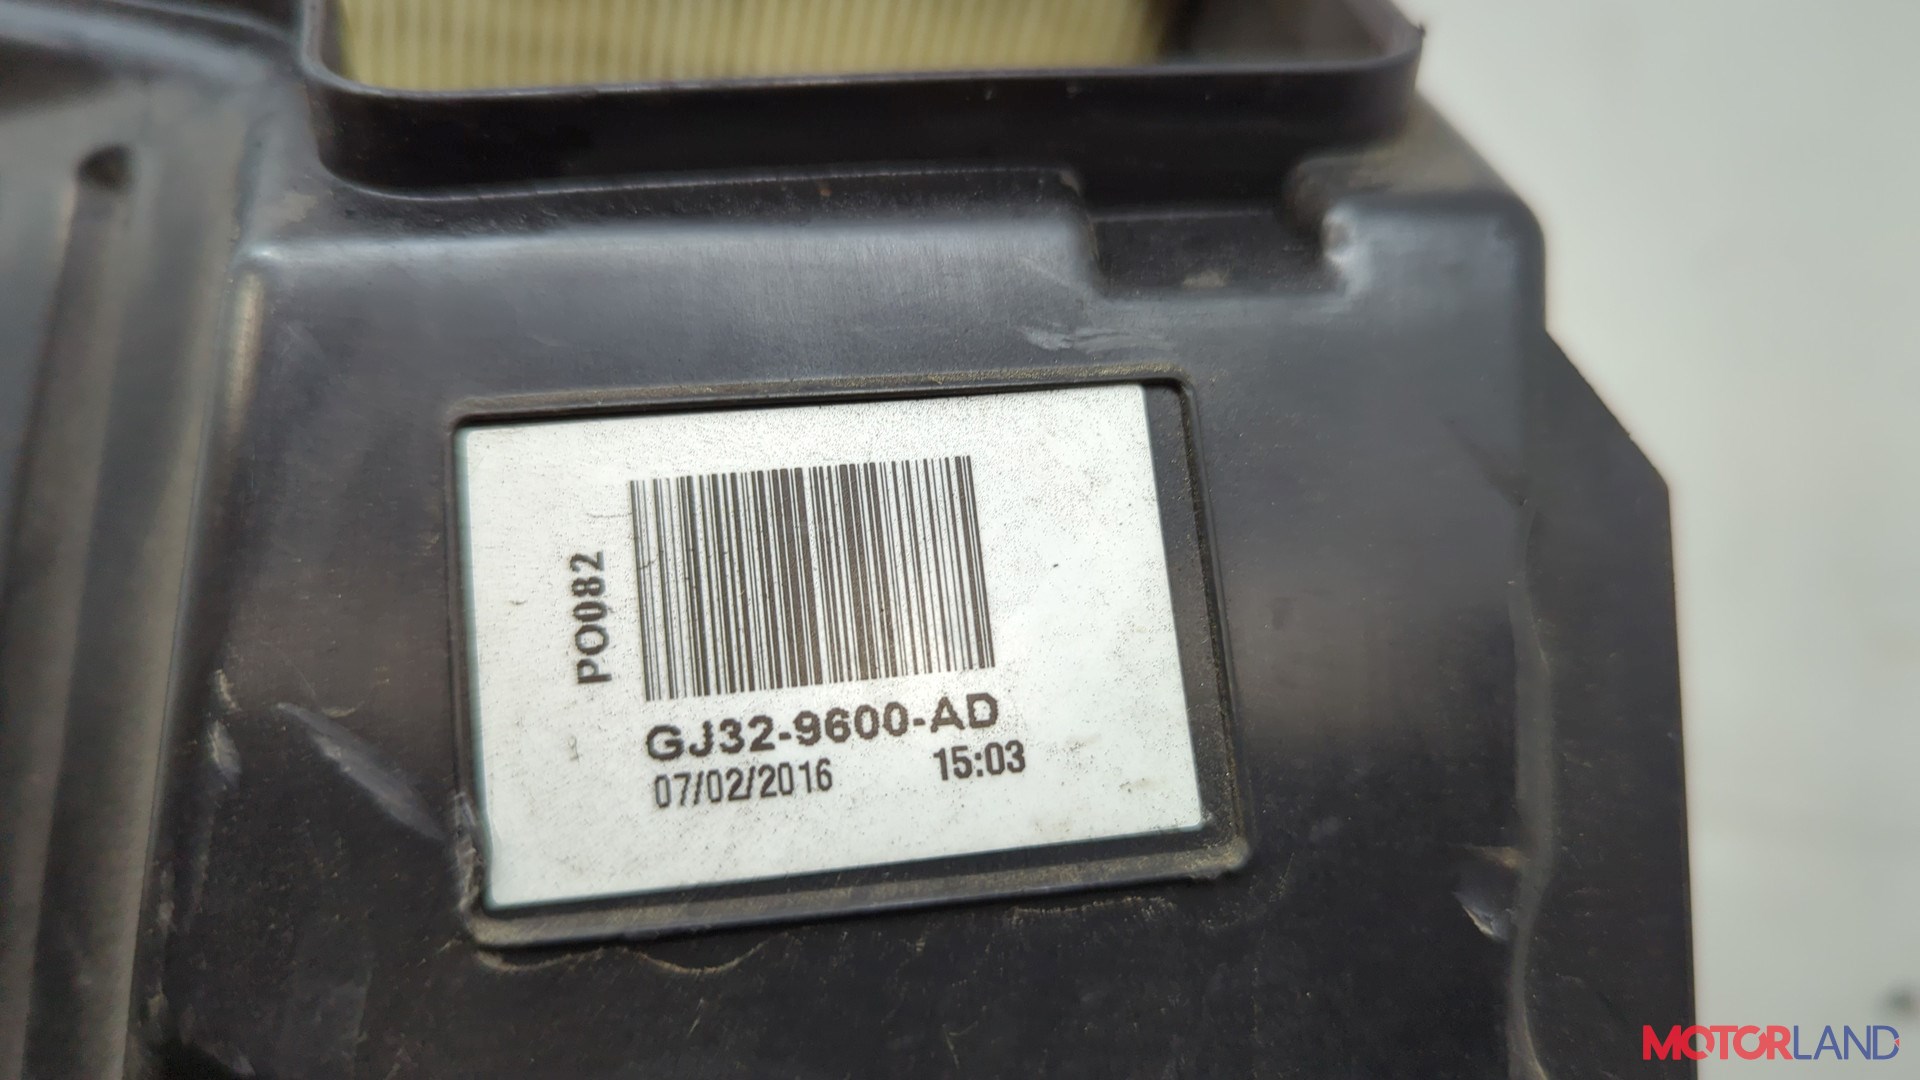 PO082
GJ32-9600-AD
07/02/2016 15:03
MOTORLAND